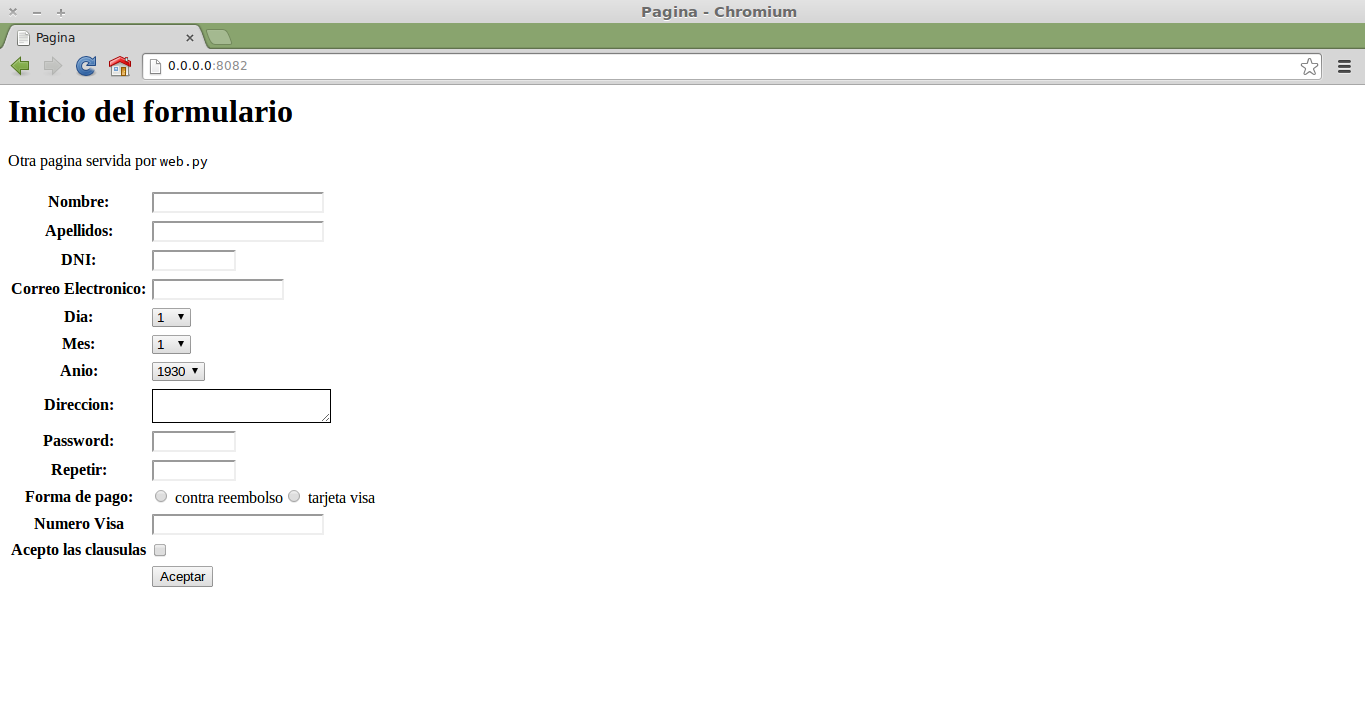 Pagina - Chromium
Pagina
0.0.0.0:8082
Inicio del formulario
Otra pagina servida por web.py
Nombre:
Apellidos:
DNI:
Correo Electronico:
Dia: 1
Mes: 1
Anio: 1930
Direccion:
Password:
Repetir:
Forma de pago: contra reembolso tarjeta visa
Numero Visa
Acepto las clausulas
Aceptar